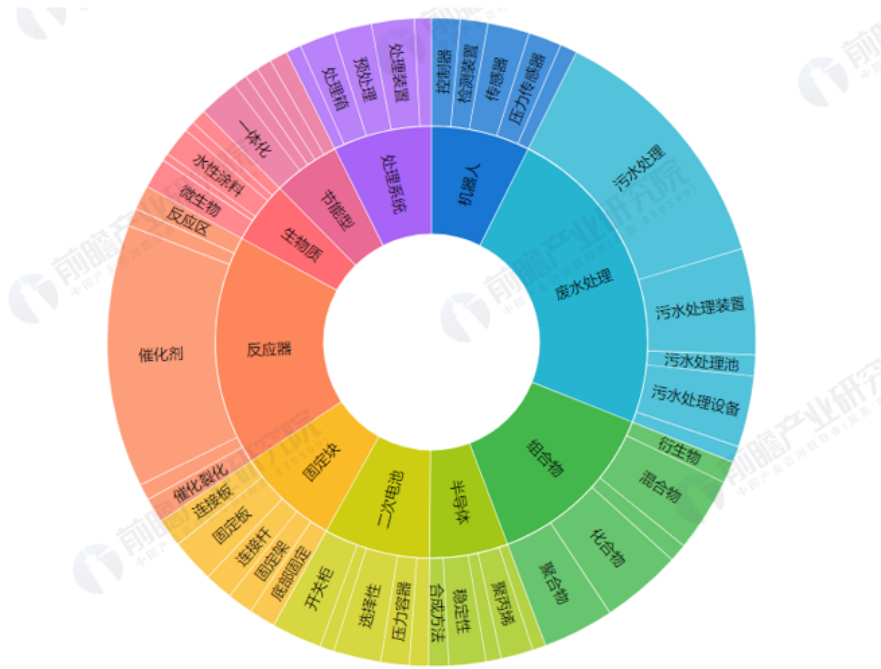 机器人
控制器
检测装置
传感器
压力传感器
废水处理
污水处理
污水处理装置
污水处理池
污水处理设备
组合物
衍生物
混合物
化合物
聚合物
半导体
聚丙烯
稳定性
合成方法
二次电池
压力容器
选择性
开关柜
固定块
底部固定
固定架
连接杆
固定板
连接板
反应器
催化裂化
催化剂
反应区
生物质
微生物
水性涂料
节能型
一体化
处理系统
处理箱
预处理
处理装置
前瞻产业研究院